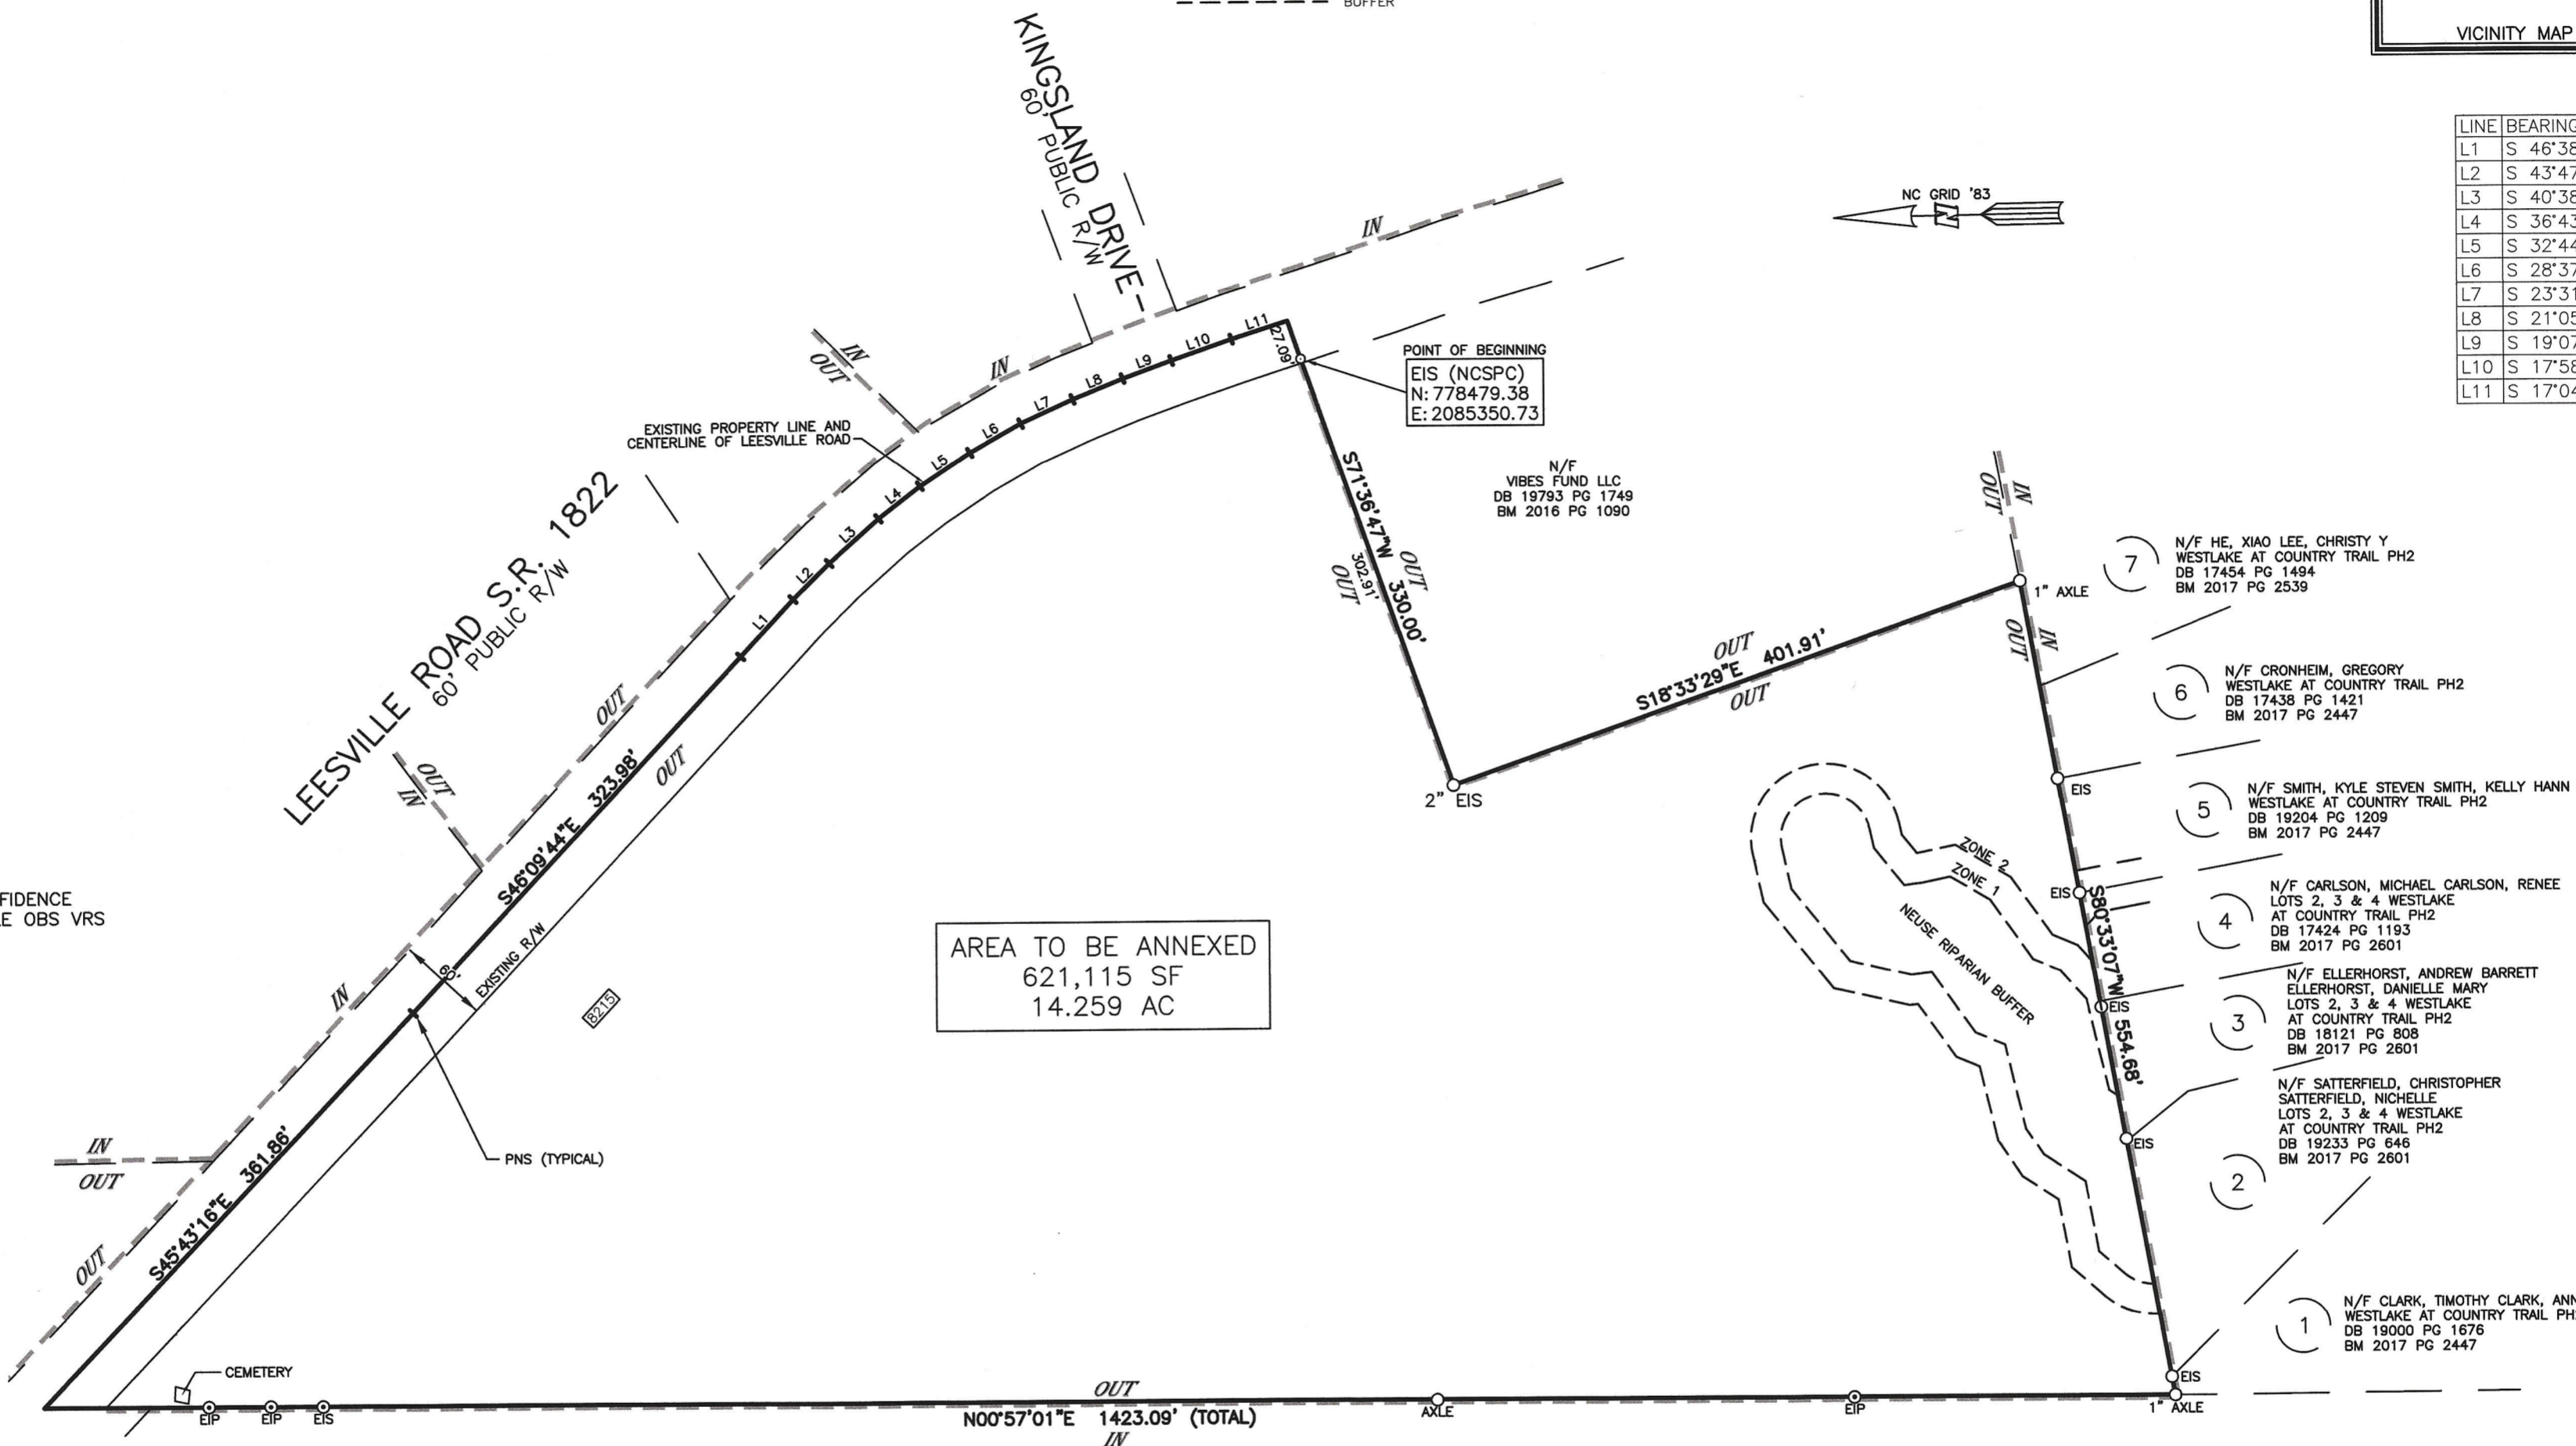 BUFFER
VICINITY MAP
KINGSLAND DRIVE
60' PUBLIC R/W
NC GRID '83
N
LINE BEARING
L1 S 46°38
L2 S 43°47
L3 S 40°38
L4 S 36°43
L5 S 32°44
L6 S 28°37
L7 S 23°31
L8 S 21°05
L9 S 19°07
L10 S 17°58
L11 S 17°04
IN
IN
OUT
IN
L11
L10
L9
L8
L7
L6
L5
L4
L3
L2
L1
27.09'
POINT OF BEGINNING
EIS (NCSPC)
N: 778479.38
E: 2085350.73
EXISTING PROPERTY LINE AND
CENTERLINE OF LEESVILLE ROAD
LEESVILLE ROAD S.R. 1822
60' PUBLIC R/W
N/F
VIBES FUND LLC
DB 19793 PG 1749
BM 2016 PG 1090
S71°36'47"W 330.00'
302.91'
OUT
OUT
IN
OUT
1" AXLE
IN
OUT
7
N/F HE, XIAO LEE, CHRISTY Y
WESTLAKE AT COUNTRY TRAIL PH2
DB 17454 PG 1494
BM 2017 PG 2539
OUT
S18°33'29"E 401.91'
OUT
2" EIS
6
N/F CRONHEIM, GREGORY
WESTLAKE AT COUNTRY TRAIL PH2
DB 17438 PG 1421
BM 2017 PG 2447
EIS
5
N/F SMITH, KYLE STEVEN SMITH, KELLY HANN
WESTLAKE AT COUNTRY TRAIL PH2
DB 19204 PG 1209
BM 2017 PG 2447
OUT
OUT
IN
S46°09'44"E 323.98'
OUT
ZONE 2
ZONE 1
NEUSE RIPARIAN BUFFER
EIS
S80°33'07"W 554.68'
4
N/F CARLSON, MICHAEL CARLSON, RENEE
LOTS 2, 3 & 4 WESTLAKE
AT COUNTRY TRAIL PH2
DB 17424 PG 1193
BM 2017 PG 2601
FIDENCE
E OBS VRS
AREA TO BE ANNEXED
621,115 SF
14.259 AC
60'
EXISTING R/W
8215
EIS
3
N/F ELLERHORST, ANDREW BARRETT
ELLERHORST, DANIELLE MARY
LOTS 2, 3 & 4 WESTLAKE
AT COUNTRY TRAIL PH2
DB 18121 PG 808
BM 2017 PG 2601
IN
PNS (TYPICAL)
EIS
2
N/F SATTERFIELD, CHRISTOPHER
SATTERFIELD, NICHELLE
LOTS 2, 3 & 4 WESTLAKE
AT COUNTRY TRAIL PH2
DB 19233 PG 646
BM 2017 PG 2601
IN
OUT
S45°43'16"E 361.86'
OUT
1
N/F CLARK, TIMOTHY CLARK, ANN
WESTLAKE AT COUNTRY TRAIL PH
DB 19000 PG 1676
BM 2017 PG 2447
CEMETERY
EIS
EIP
EIP
EIS
OUT
N00°57'01"E 1423.09' (TOTAL)
IN
AXLE
EIP
1" AXLE